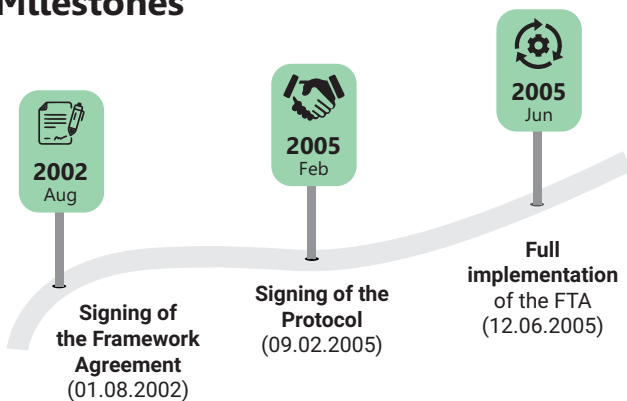 Milestones
2002
Aug
Signing of
the Framework
Agreement
(01.08.2002)
2005
Feb
Signing of the
Protocol
(09.02.2005)
2005
Jun
Full
implementation
of the FTA
(12.06.2005)